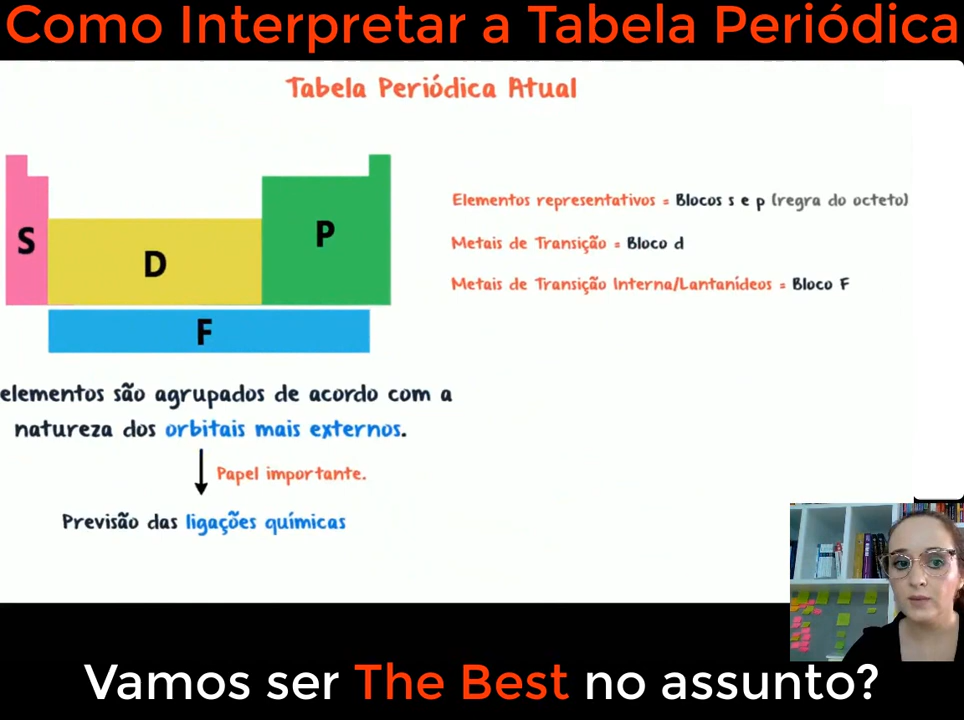 Como Interpretar a Tabela Periódica
Tabela Periódica Atual
S
D
P
F
Elementos representativos = Blocos s e p (regra do octeto)
Metais de Transição = Bloco d
Metais de Transição Interna/Lantanídeos = Bloco F
elementos são agrupados de acordo com a
natureza dos orbitais mais externos.
Papel importante.
Previsão das ligações químicas
Vamos ser The Best no assunto?